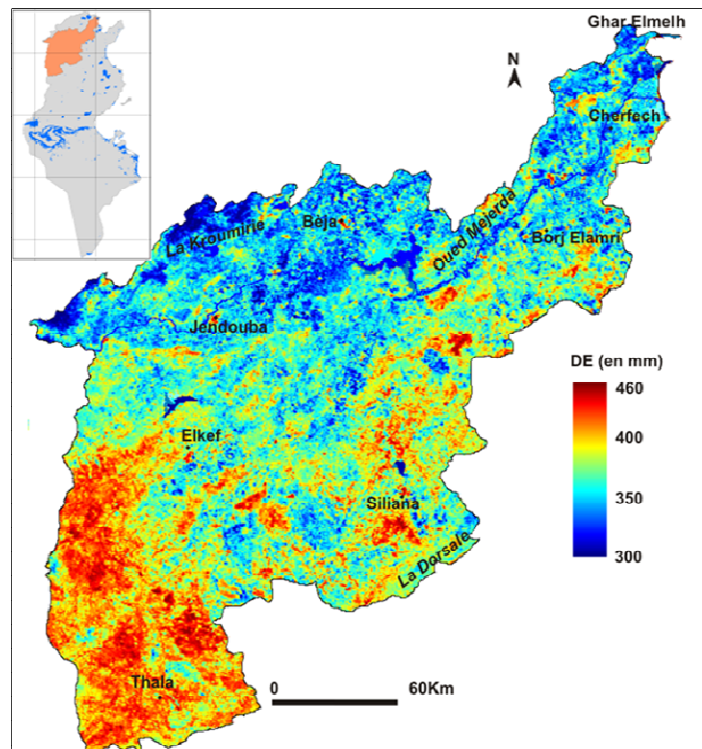 Ghar Elmelh
N
Cherfech
La Kroumirie
Beja
Oued Mejerda
Borj Elamri
Jendouba
DE (en mm)
460
400
350
300
Elkef
Siliana
La Dorsale
Thala
0 60Km